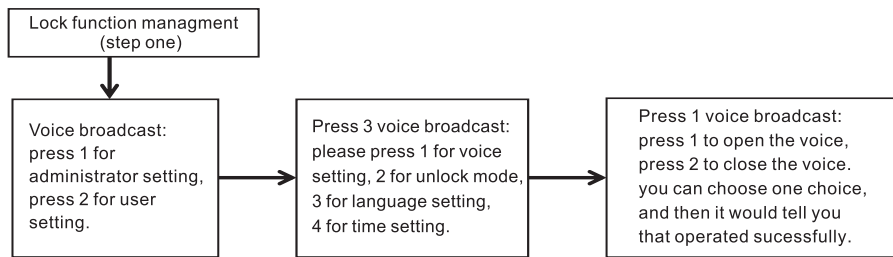 Lock function managment
(step one)
Voice broadcast:
press 1 for
administrator setting,
press 2 for user
setting.
Press 3 voice broadcast:
please press 1 for voice
setting, 2 for unlock mode,
3 for language setting,
4 for time setting.
Press 1 voice broadcast:
press 1 to open the voice,
press 2 to close the voice.
you can choose one choice,
and then it would tell you
that operated sucessfully.